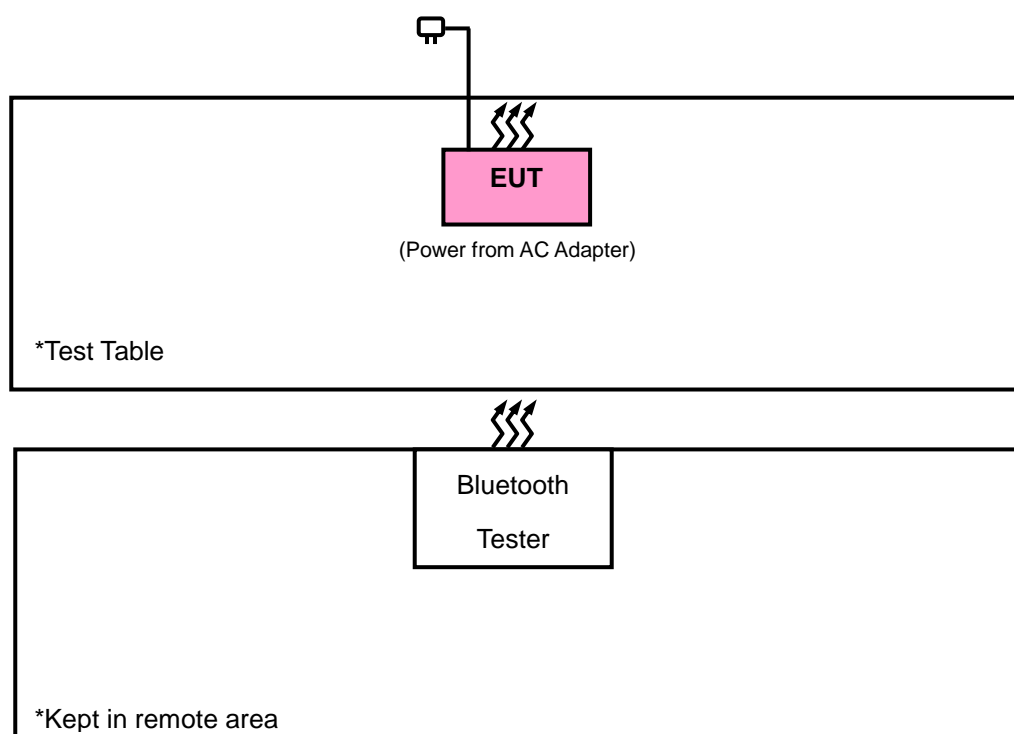 EUT
(Power from AC Adapter)
*Test Table
Bluetooth
Tester
*Kept in remote area